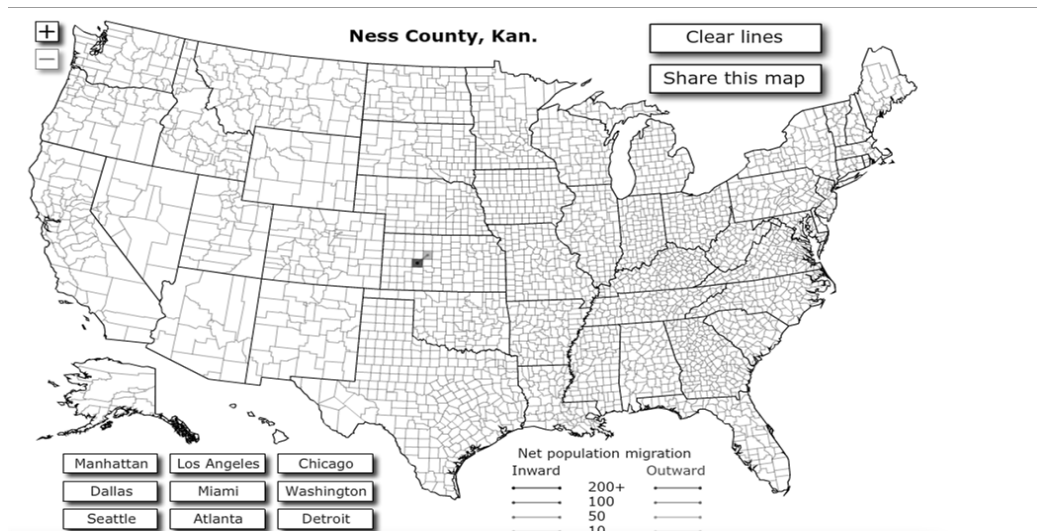 +
Ness County, Kan.
Clear lines
−
Share this map
Net population migration
Inward Outward
Manhattan Los Angeles Chicago
200+
Dallas Miami Washington
100
50
Seattle Atlanta Detroit
10